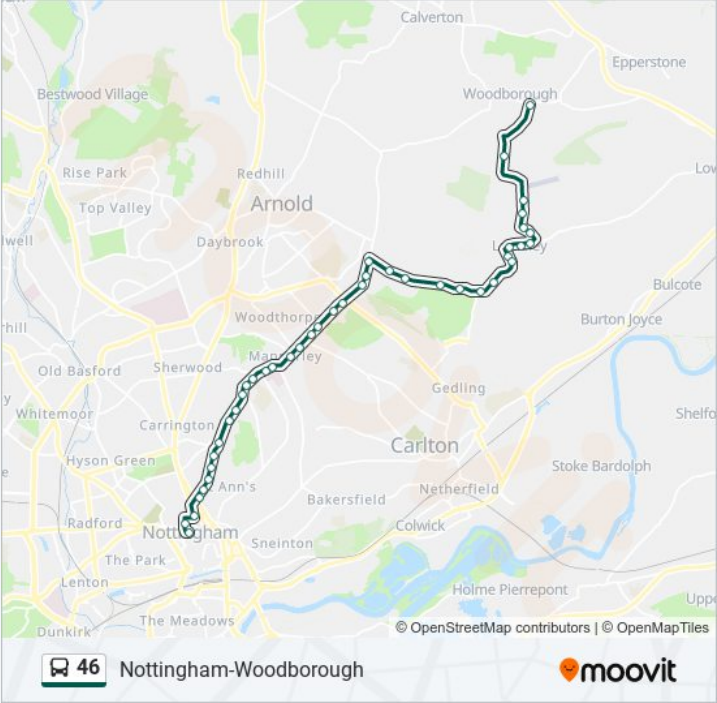 Calverton
Epperstone
Bestwood Village
Woodborough
Rise Park
Redhill
Top Valley
Arnold
Daybrook
Bulcote
Woodthorpe
Burton Joyce
Old Basford
Sherwood
Gedling
Whitemoor
Carrington
Carlton
Hyson Green
Stoke Bardolph
Ann's
Bakersfield
Netherfield
Radford
Nottingham
Colwick
The Park
Sneinton
Lenton
Holme Pierrepont
The Meadows
Dunkirk
© OpenStreetMap contributors | © OpenMapTiles
46 Nottingham-Woodborough
moovit